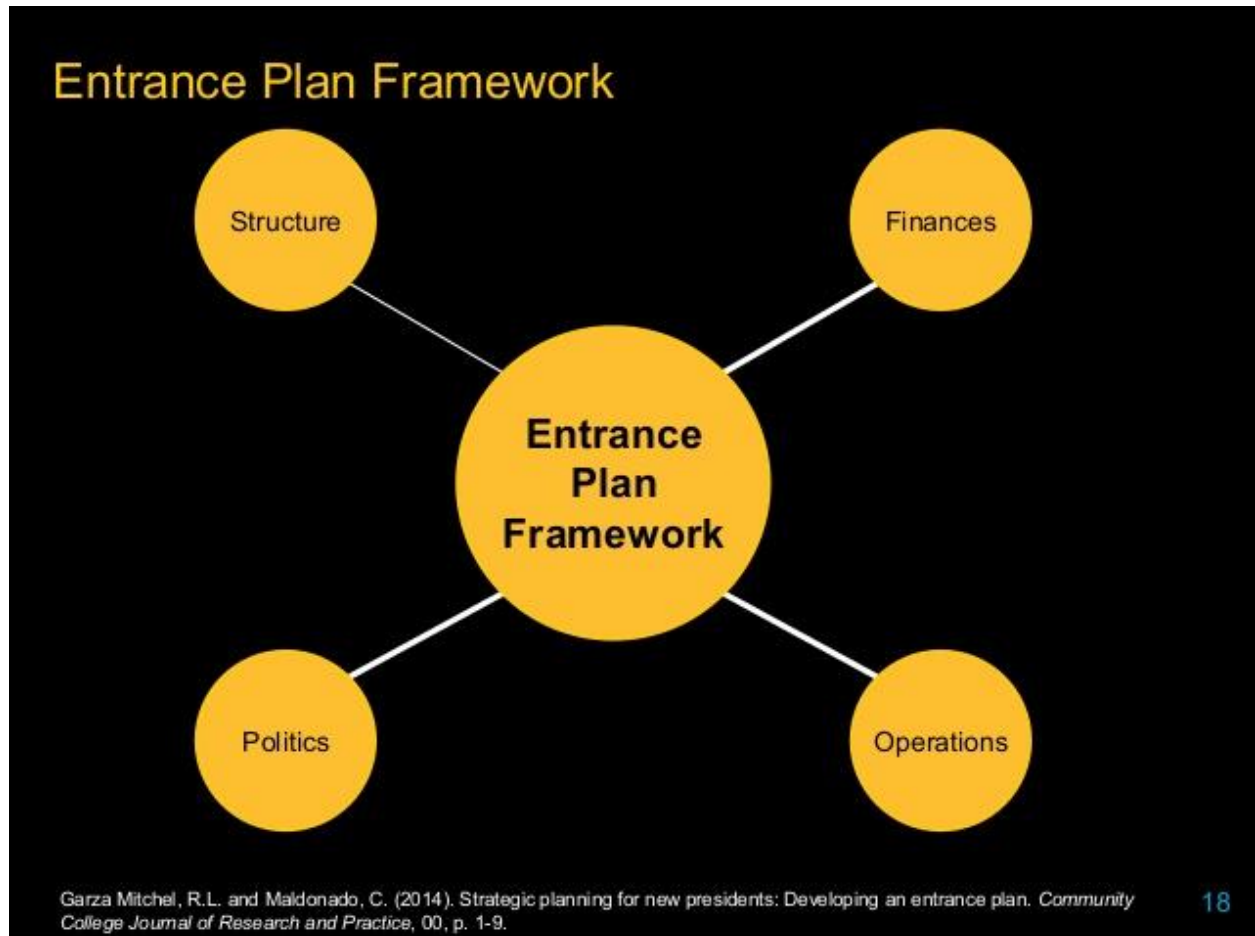 Entrance Plan Framework
Structure
Finances
Entrance
Plan
Framework
Politics
Operations
Garza Mitchel, R.L. and Maldonado, C. (2014). Strategic planning for new presidents: Developing an entrance plan. Community
College Journal of Research and Practice, 00, p. 1-9.
18